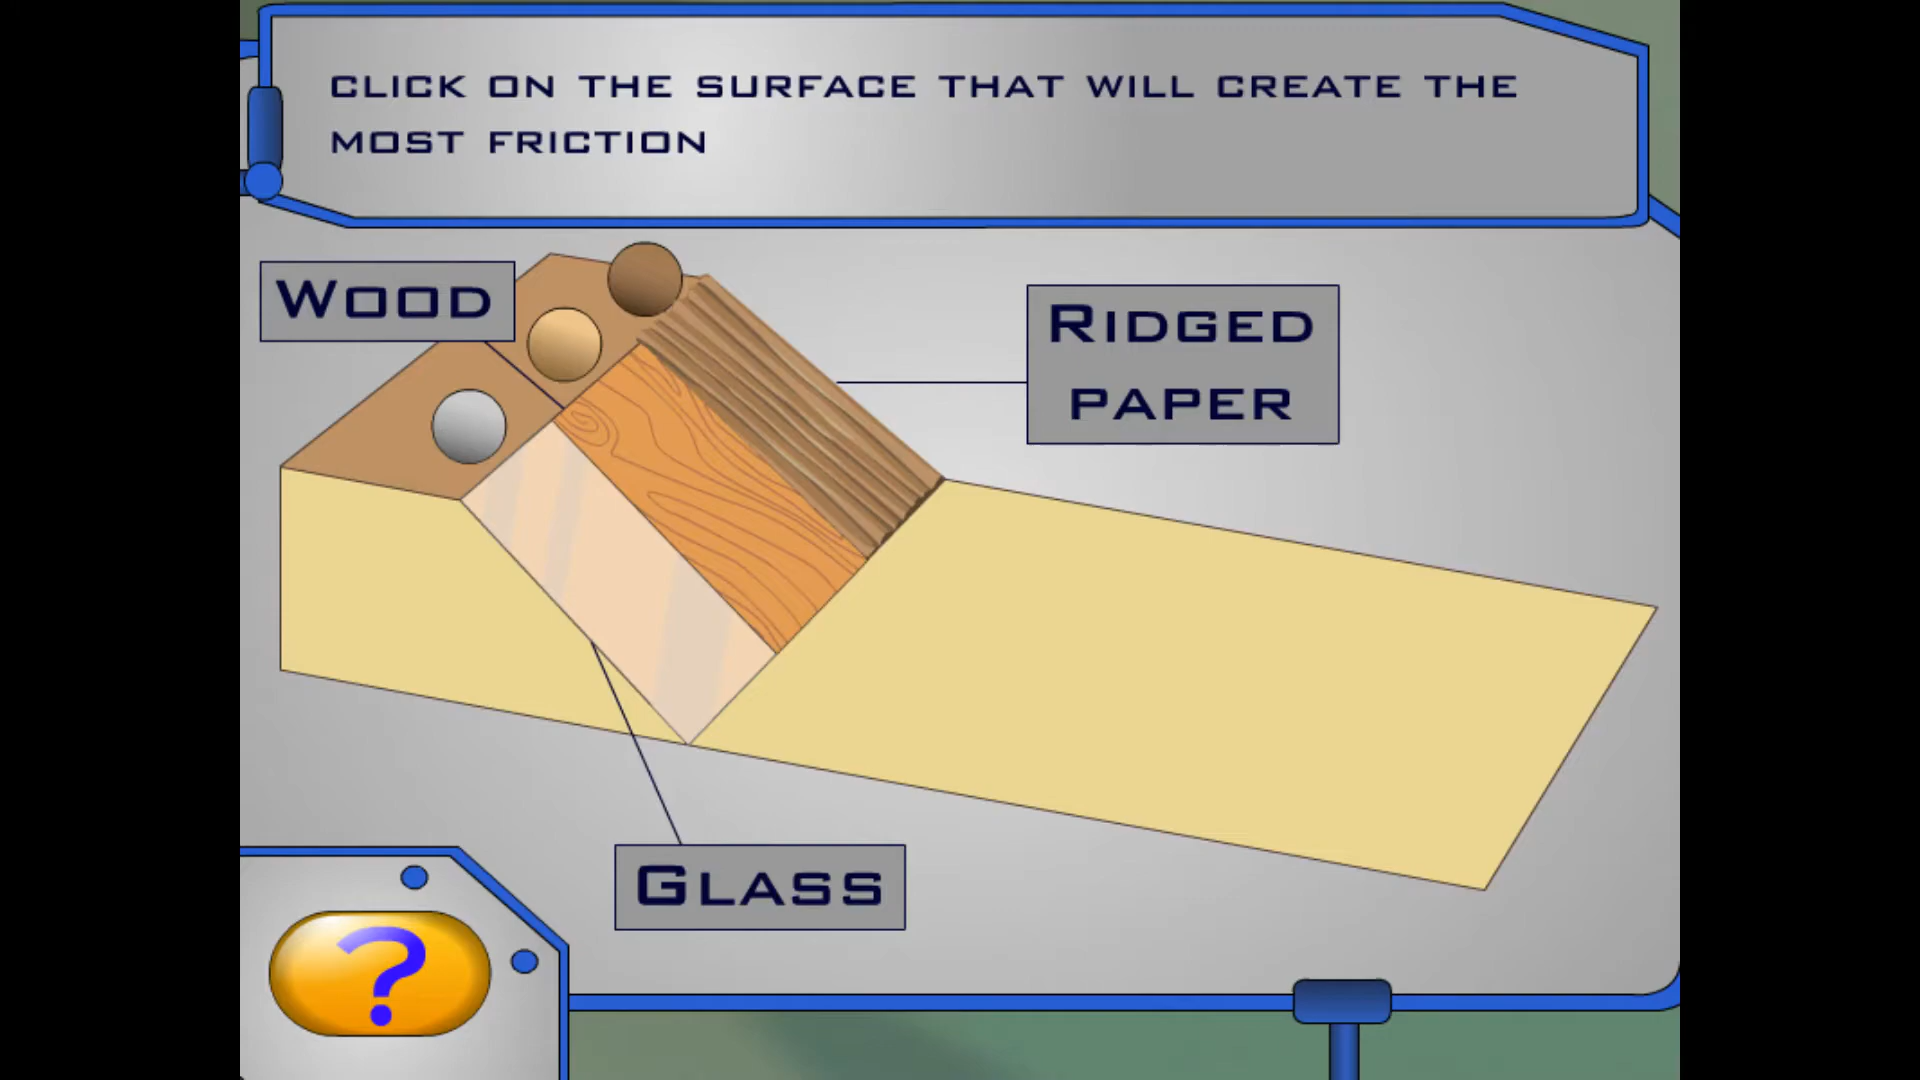 CLICK ON THE SURFACE THAT WILL CREATE THE
MOST FRICTION
WOOD
RIDGED
PAPER
GLASS
?